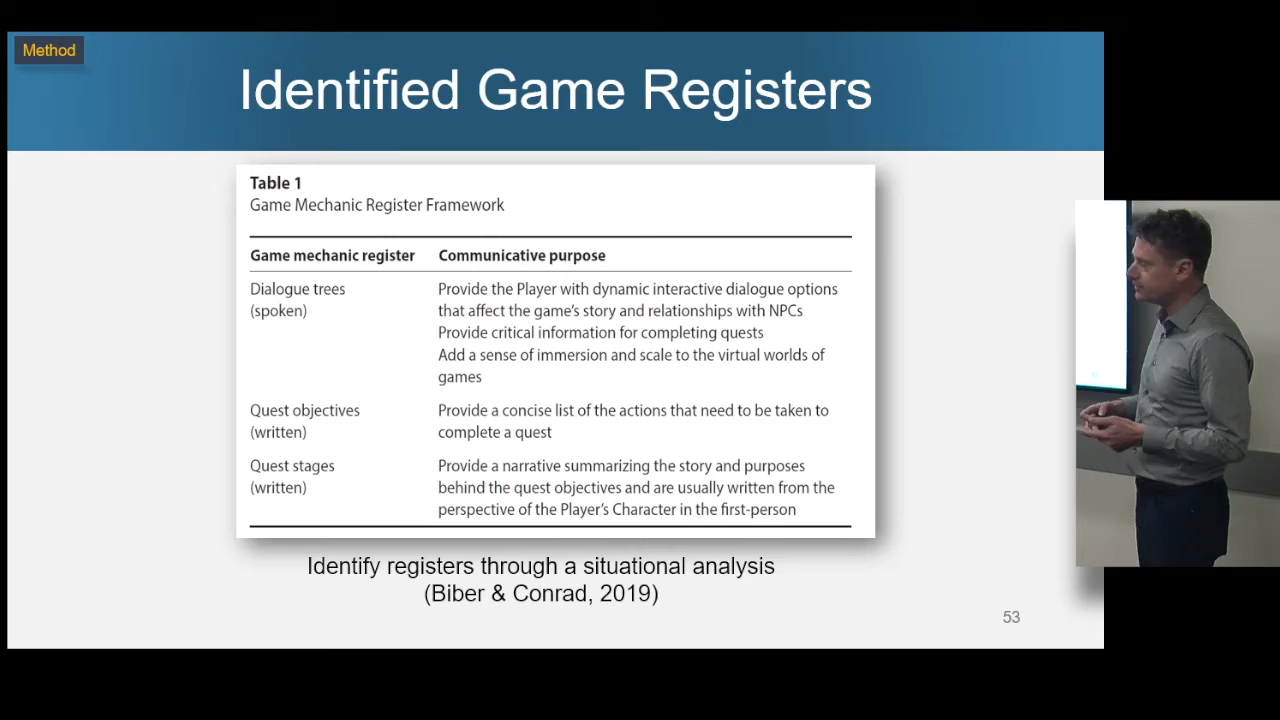 Method
Identified Game Registers
Table 1
Game Mechanic Register Framework
Game mechanic register Communicative purpose
Dialogue trees
(spoken)
Provide the Player with dynamic interactive dialogue options
that affect the game's story and relationships with NPCs
Provide critical information for completing quests
Add a sense of immersion and scale to the virtual worlds of
games
Quest objectives
(written)
Provide a concise list of the actions that need to be taken to
complete a quest
Quest stages
(written)
Provide a narrative summarizing the story and purposes
behind the quest objectives and are usually written from the
perspective of the Player's Character in the first-person
Identify registers through a situational analysis
(Biber & Conrad, 2019)
53